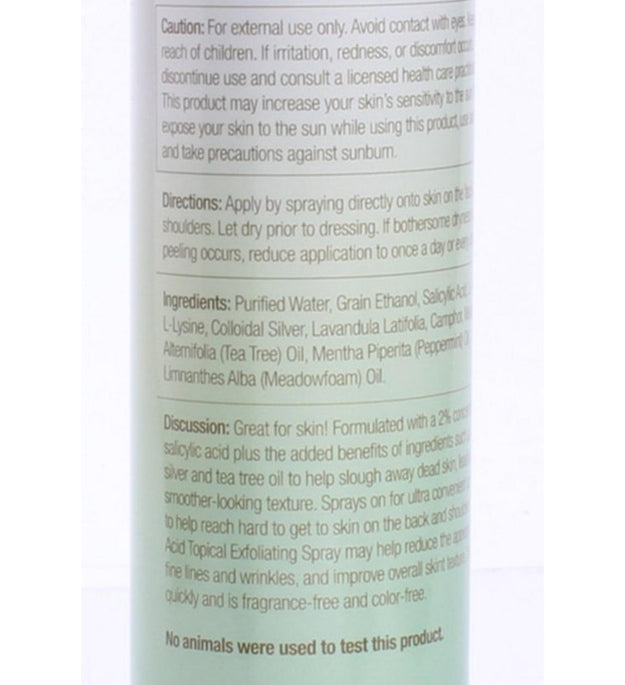 Caution: For external use only. Avoid contact with eyes.
reach of children. If irritation, redness, or discomfort
discontinue use and consult a licensed health care
This product may increase your skin's sensitivity to the
expose your skin to the sun while using this product,
and take precautions against sunburn.
Directions: Apply by spraying directly onto skin on the
shoulders. Let dry prior to dressing. If bothersome
peeling occurs, reduce application to once a day or
Ingredients: Purified Water, Grain Ethanol, Salicylic Acid,
L-Lysine, Colloidal Silver, Lavandula Latifolia, Camphor,
Alternifolia (Tea Tree) Oil, Mentha Piperita (Peppermint)
Limnanthes Alba (Meadowfoam) Oil.
Discussion: Great for skin! Formulated with a 2%
salicylic acid plus the added benefits of ingredients such
silver and tea tree oil to help slough away dead skin,
smoother-looking texture. Sprays on for ultra convenient
to help reach hard to get to skin on the back and
Acid Topical Exfoliating Spray may help reduce the
fine lines and wrinkles, and improve overall skint
quickly and is fragrance-free and color-free.
No animals were used to test this product.